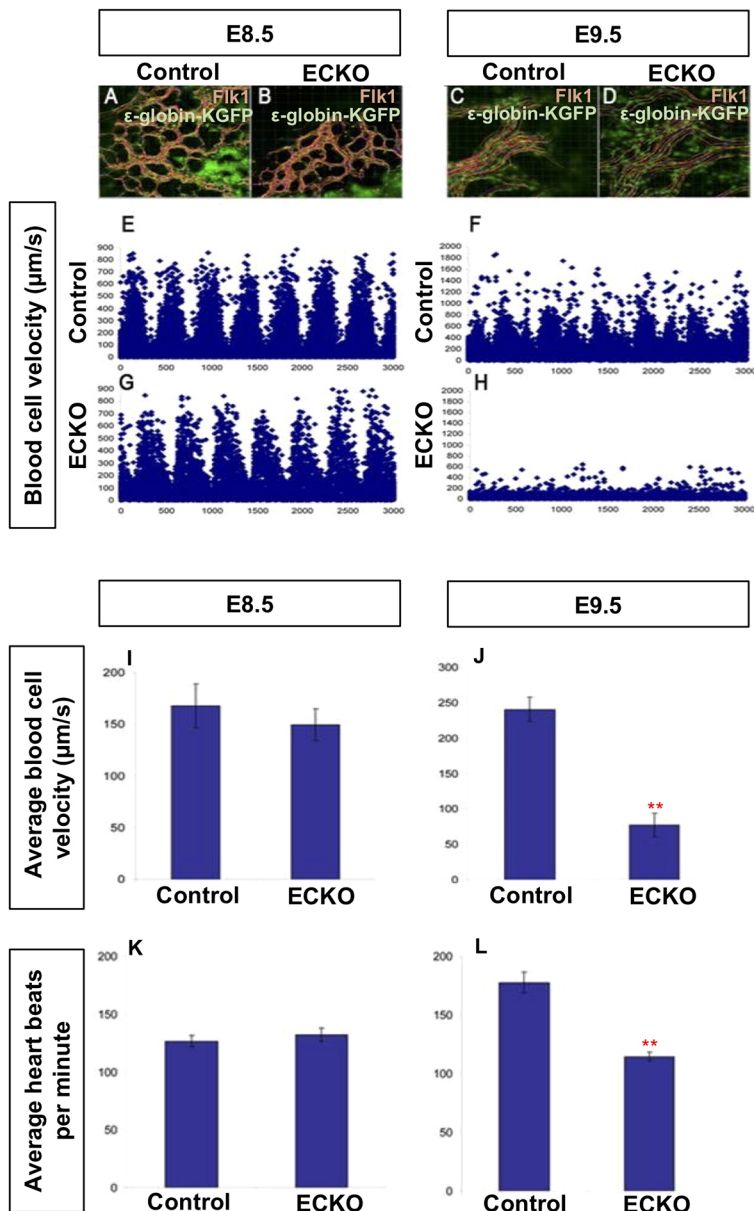 E8.5
E9.5
Control
ECKO
Control
ECKO
A
Flk1
ε-globin-KGFP
B
Flk1
ε-globin-KGFP
C
Flk1
ε-globin-KGFP
D
Flk1
ε-globin-KGFP
Blood cell velocity (µm/s)
Control
E
900
800
700
600
500
400
300
200
100
0
0 500 1000 1500 2000 2500 3000
Control
F
2000
1800
1600
1400
1200
1000
800
600
400
200
0
0 500 1000 1500 2000 2500 3000
ECKO
G
900
800
700
600
500
400
300
200
100
0
0 500 1000 1500 2000 2500 3000
ECKO
H
2000
1800
1600
1400
1200
1000
800
600
400
200
0
0 500 1000 1500 2000 2500 3000
E8.5
E9.5
Average blood cell
velocity (µm/s)
I
200
150
100
50
0
Control ECKO
J
300
250
200
150
100
50
0
**
Control ECKO
Average heart beats
per minute
K
200
150
100
50
0
Control ECKO
L
200
150
100
50
0
**
Control ECKO